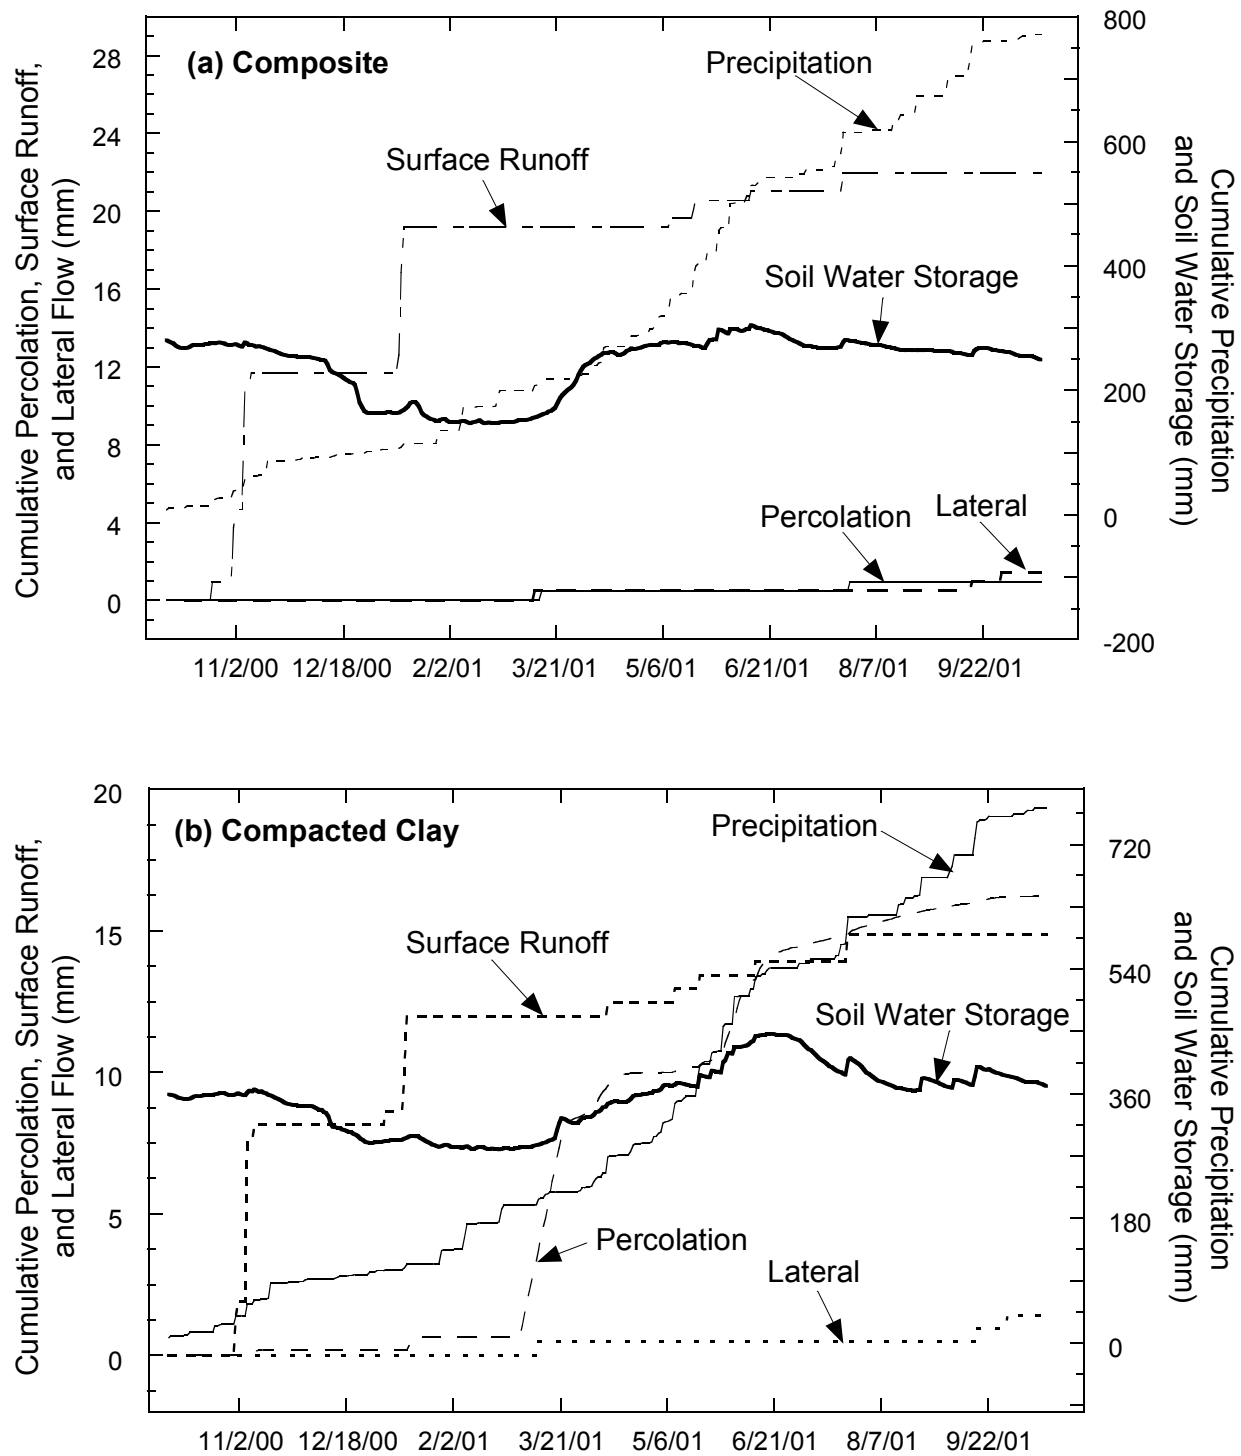 (a) Composite
Cumulative Percolation, Surface Runoff,
and Lateral Flow (mm)
28
24
20
16
12
8
4
0
Precipitation
Surface Runoff
Soil Water Storage
Percolation
Lateral
800
600
400
200
0
-200
Cumulative Precipitation
and Soil Water Storage (mm)
11/2/00 12/18/00 2/2/01 3/21/01 5/6/01 6/21/01 8/7/01 9/22/01
(b) Compacted Clay
Cumulative Percolation, Surface Runoff,
and Lateral Flow (mm)
20
15
10
5
0
Precipitation
Surface Runoff
Soil Water Storage
Percolation
Lateral
720
540
360
180
0
Cumulative Precipitation
and Soil Water Storage (mm)
11/2/00 12/18/00 2/2/01 3/21/01 5/6/01 6/21/01 8/7/01 9/22/01